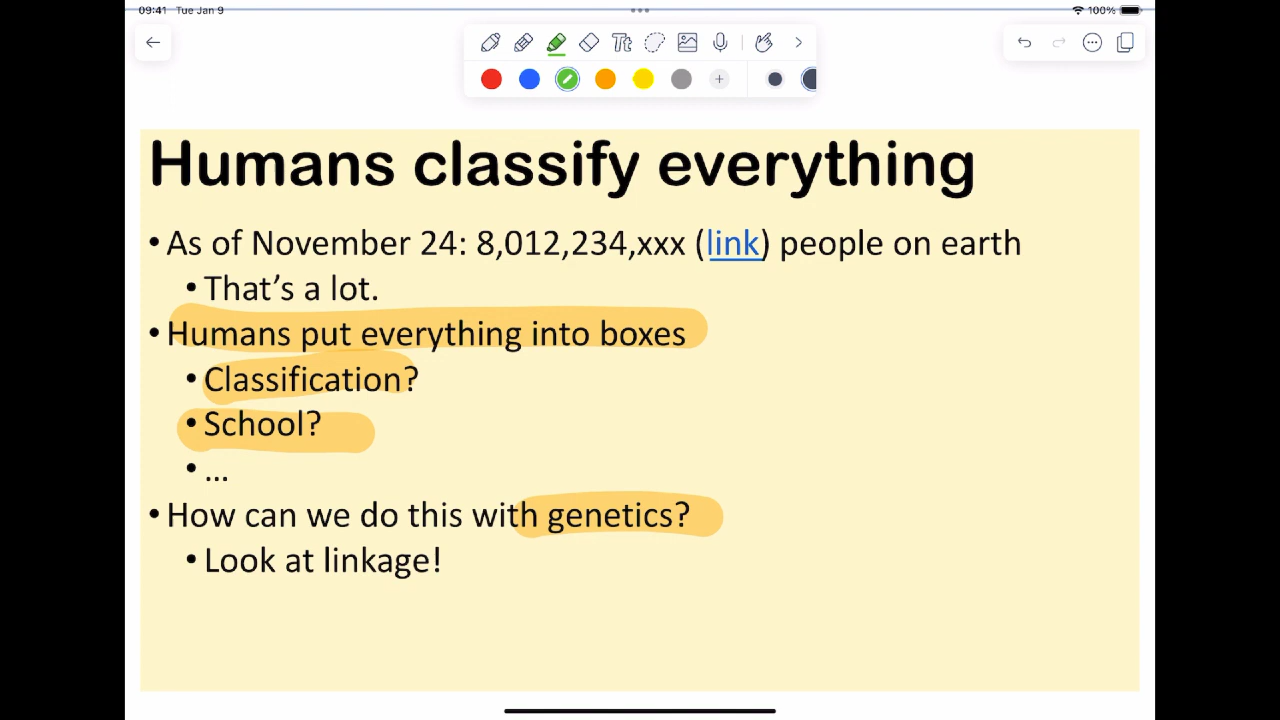 09:41 Tue Jan 9
100%
Tt
Humans classify everything
• As of November 24: 8,012,234,xxx (link) people on earth
• That’s a lot.
• Humans put everything into boxes
• Classification?
• School?
• ...
• How can we do this with genetics?
• Look at linkage!